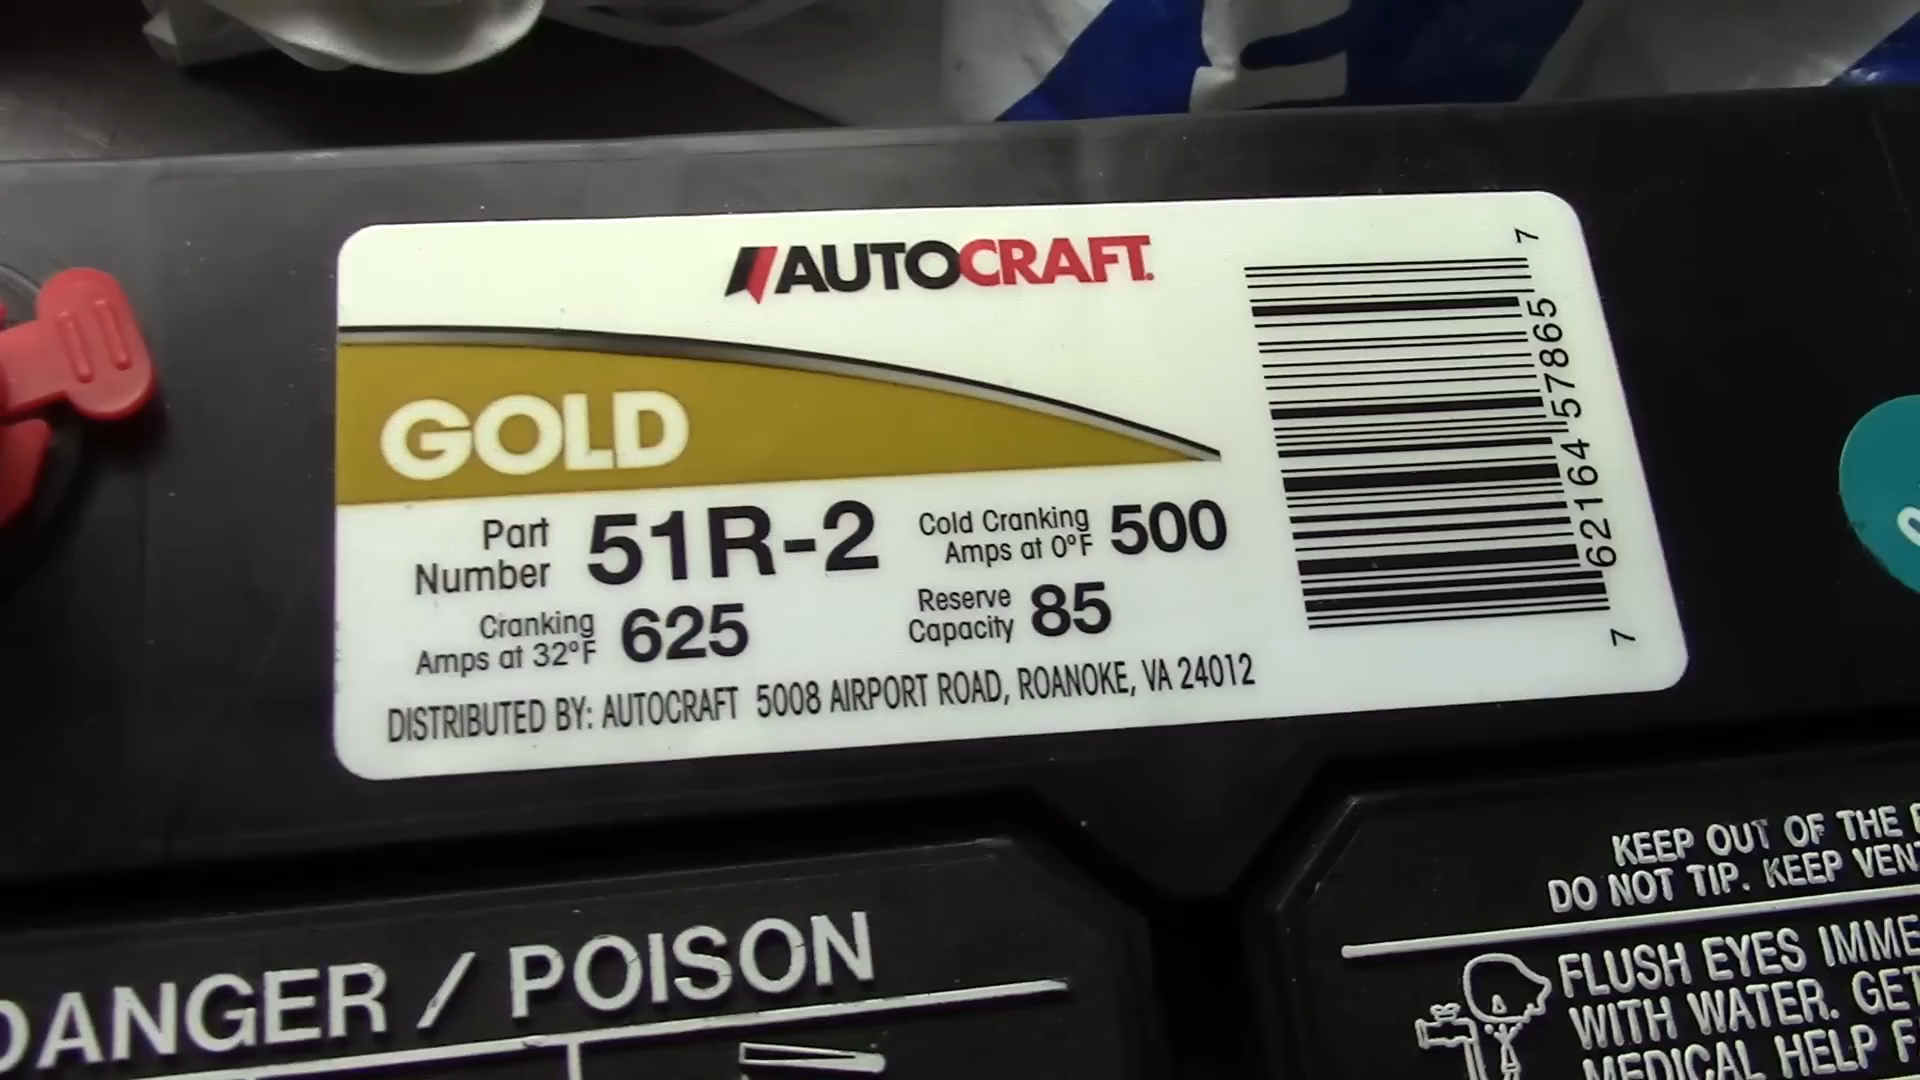 AUTOCRAFT
GOLD
Part Number 51R-2
Cold Cranking Amps at 0°F 500
Cranking Amps at 32°F 625
Reserve Capacity 85
DISTRIBUTED BY: AUTOCRAFT 5008 AIRPORT ROAD, ROANOKE, VA 24012
7 62164 57865 7
DANGER / POISON
KEEP OUT OF THE
DO NOT TIP. KEEP VENT
FLUSH EYES IMME
WITH WATER. GET
MEDICAL HELP F